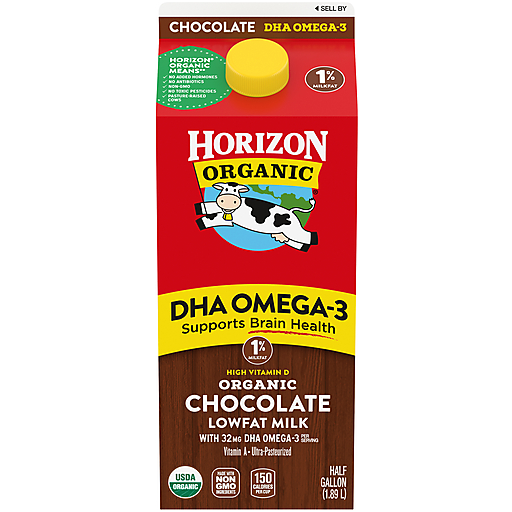 ◄ SELL BY
CHOCOLATE DHA OMEGA-3
HORIZON®
ORGANIC
MEANS**
✓ NO ADDED HORMONES
✓ NO ANTIBIOTICS
✓ NON-GMO
✓ NO TOXIC PESTICIDES
✓ PASTURE-RAISED
COWS
1%
MILKFAT
HORIZON
ORGANIC®
DHA OMEGA-3
Supports Brain Health
1%
MILKFAT
HIGH VITAMIN D
ORGANIC
CHOCOLATE
LOWFAT MILK
WITH 32MG DHA OMEGA-3 PER SERVING
Vitamin A • Ultra-Pasteurized
USDA
ORGANIC
MADE WITH
NON GMO
INGREDIENTS
150
CALORIES
PER CUP
HALF
GALLON
(1.89 L)